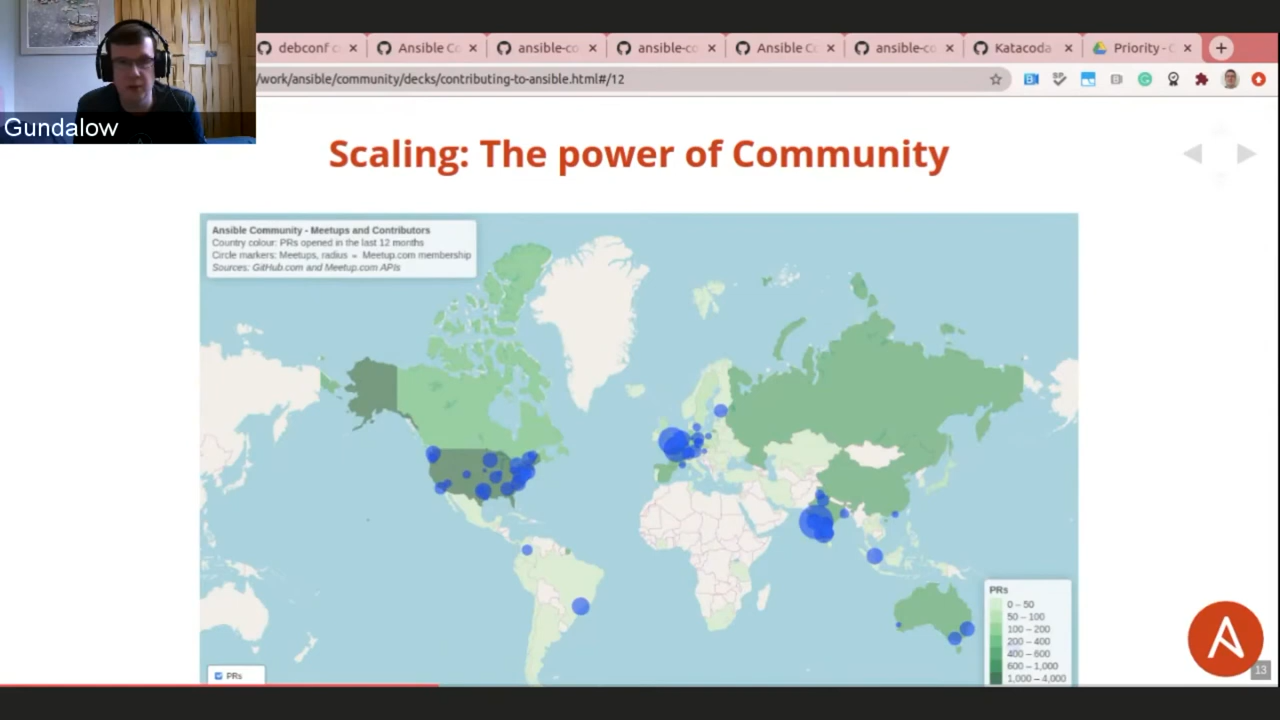 Gundalow
debconf c
Ansible C
ansible-co
ansible-co
Ansible C
ansible-co
Katacoda
Priority - C
/work/ansible/community/decks/contributing-to-ansible.html#/12
Scaling: The power of Community
Ansible Community - Meetups and Contributors
Country colour: PRs opened in the last 12 months
Circle markers: Meetups, radius = Meetup.com membership
Sources: GitHub.com and Meetup.com APIs
PRs
0 – 50
50 – 100
100 – 200
200 – 400
400 – 600
600 – 1,000
1,000 – 4,000
PRs
A
13